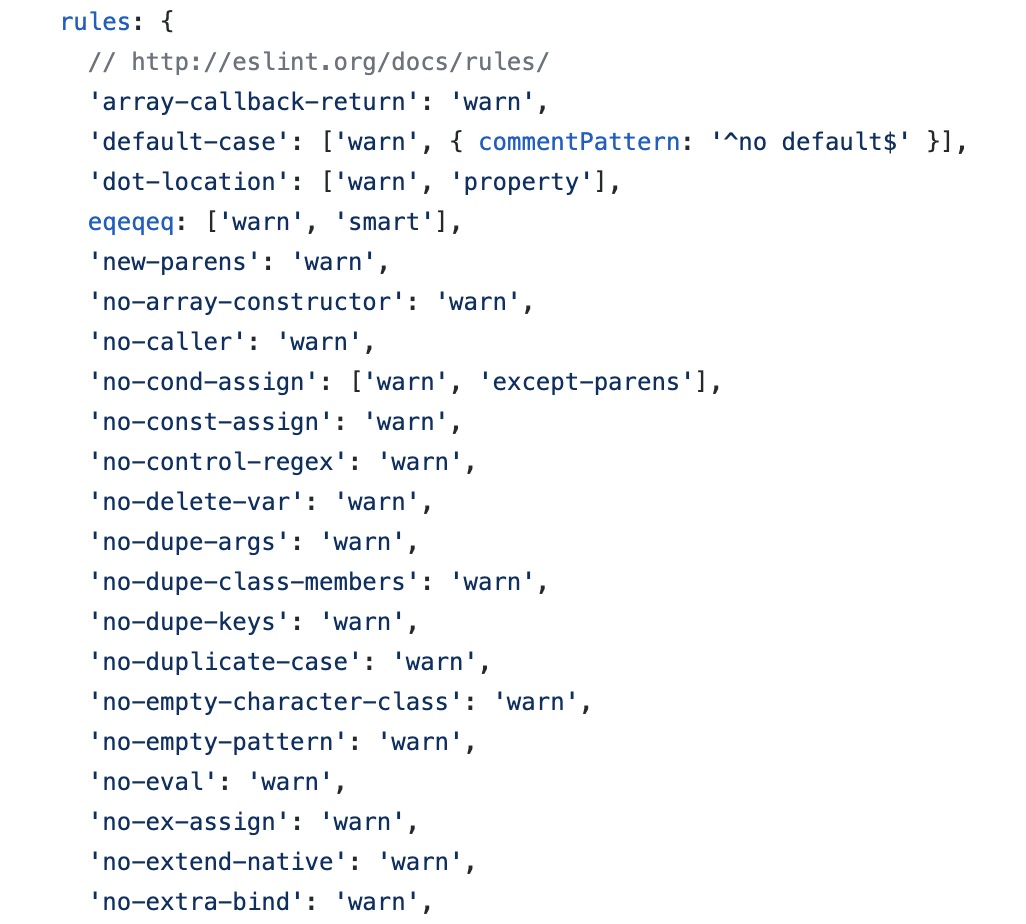 rules: {
// http://eslint.org/docs/rules/
'array-callback-return': 'warn',
'default-case': ['warn', { commentPattern: '^no default$' }],
'dot-location': ['warn', 'property'],
eqeqeq: ['warn', 'smart'],
'new-parens': 'warn',
'no-array-constructor': 'warn',
'no-caller': 'warn',
'no-cond-assign': ['warn', 'except-parens'],
'no-const-assign': 'warn',
'no-control-regex': 'warn',
'no-delete-var': 'warn',
'no-dupe-args': 'warn',
'no-dupe-class-members': 'warn',
'no-dupe-keys': 'warn',
'no-duplicate-case': 'warn',
'no-empty-character-class': 'warn',
'no-empty-pattern': 'warn',
'no-eval': 'warn',
'no-ex-assign': 'warn',
'no-extend-native': 'warn',
'no-extra-bind': 'warn',